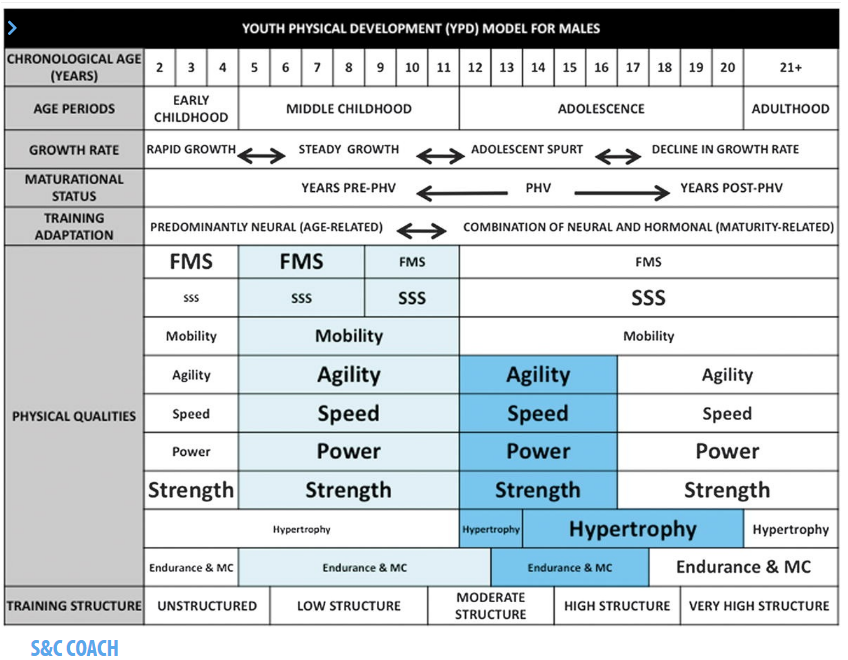 YOUTH PHYSICAL DEVELOPMENT (YPD) MODEL FOR MALES
CHRONOLOGICAL AGE
(YEARS)
2 3 4 5 6 7 8 9 10 11 12 13 14 15 16 17 18 19 20 21+
AGE PERIODS
EARLY
CHILDHOOD
MIDDLE CHILDHOOD
ADOLESCENCE
ADULTHOOD
GROWTH RATE
RAPID GROWTH
STEADY GROWTH
ADOLESCENT SPURT
DECLINE IN GROWTH RATE
MATURATIONAL
STATUS
YEARS PRE-PHV
PHV
YEARS POST-PHV
TRAINING
ADAPTATION
PREDOMINANTLY NEURAL (AGE-RELATED)
COMBINATION OF NEURAL AND HORMONAL (MATURITY-RELATED)
PHYSICAL QUALITIES
FMS FMS FMS FMS
SSS SSS SSS SSS
Mobility Mobility Mobility
Agility Agility Agility Agility
Speed Speed Speed Speed
Power Power Power Power
Strength Strength Strength Strength
Hypertrophy Hypertrophy Hypertrophy Hypertrophy
Endurance & MC Endurance & MC Endurance & MC Endurance & MC
TRAINING STRUCTURE
UNSTRUCTURED
LOW STRUCTURE
MODERATE
STRUCTURE
HIGH STRUCTURE
VERY HIGH STRUCTURE
S&C COACH